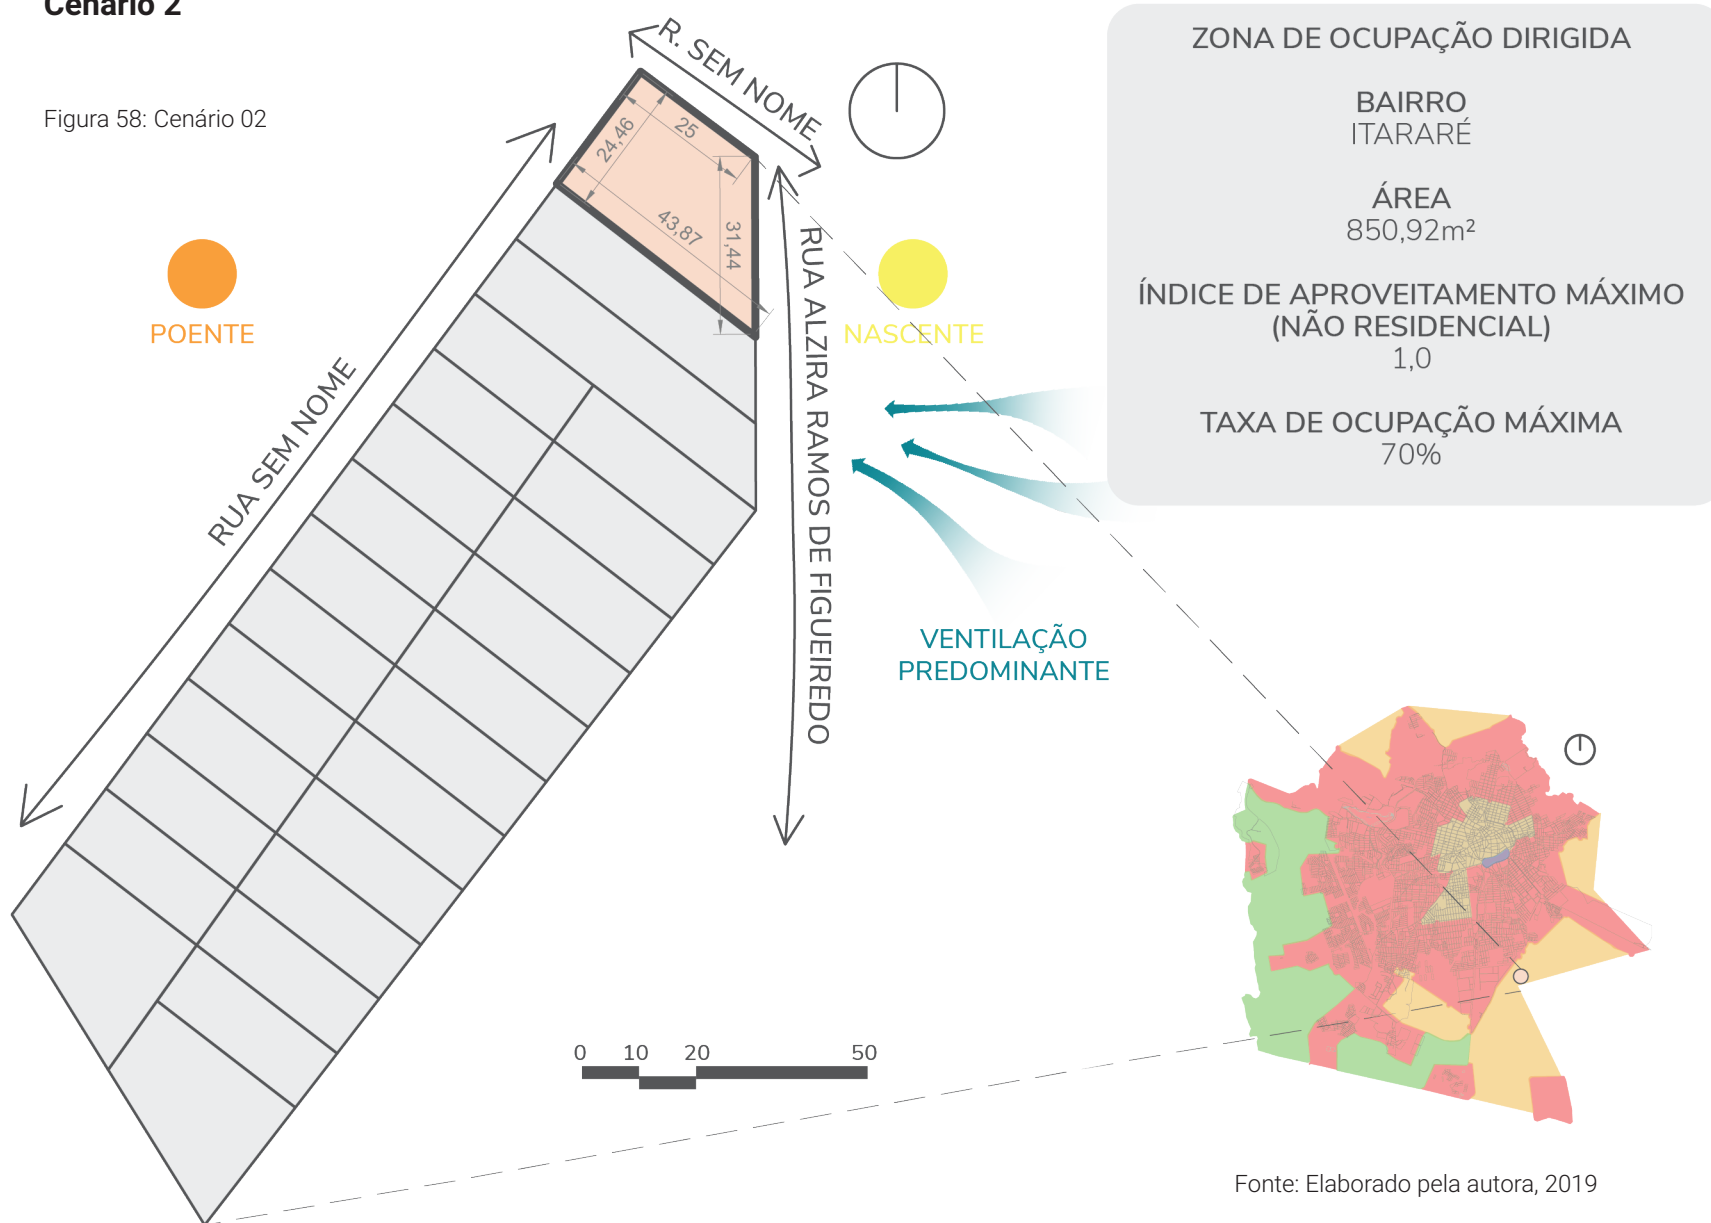 Cenário 2
Figura 58: Cenário 02
R. SEM NOME
25
24,46
43,87
31,44
POENTE
NASCENTE
RUA SEM NOME
RUA ALZIRA RAMOS DE FIGUEIREDO
VENTILAÇÃO
PREDOMINANTE
ZONA DE OCUPAÇÃO DIRIGIDA
BAIRRO
ITARARÉ
ÁREA
850,92m²
ÍNDICE DE APROVEITAMENTO MÁXIMO
(NÃO RESIDENCIAL)
1,0
TAXA DE OCUPAÇÃO MÁXIMA
70%
0 10 20 50
Fonte: Elaborado pela autora, 2019